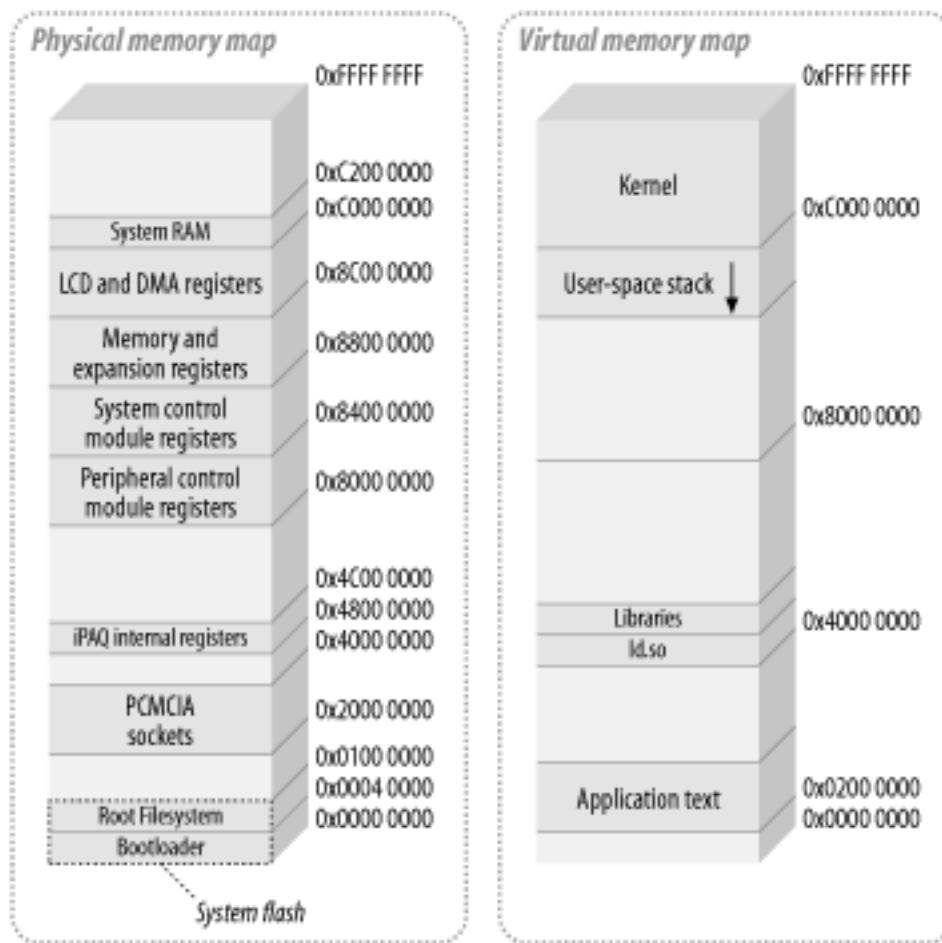 Physical memory map
0xFFFF FFFF
0xC200 0000
0xC000 0000
System RAM
LCD and DMA registers
0x8C00 0000
Memory and
expansion registers
0x8800 0000
System control
module registers
0x8400 0000
Peripheral control
module registers
0x8000 0000
0x4C00 0000
0x4800 0000
iPAQ internal registers
0x4000 0000
PCMCIA
sockets
0x2000 0000
0x0100 0000
0x0004 0000
Root Filesystem
0x0000 0000
Bootloader
System flash
Virtual memory map
0xFFFF FFFF
Kernel
0xC000 0000
User-space stack
0x8000 0000
Libraries
0x4000 0000
ld.so
Application text
0x0200 0000
0x0000 0000